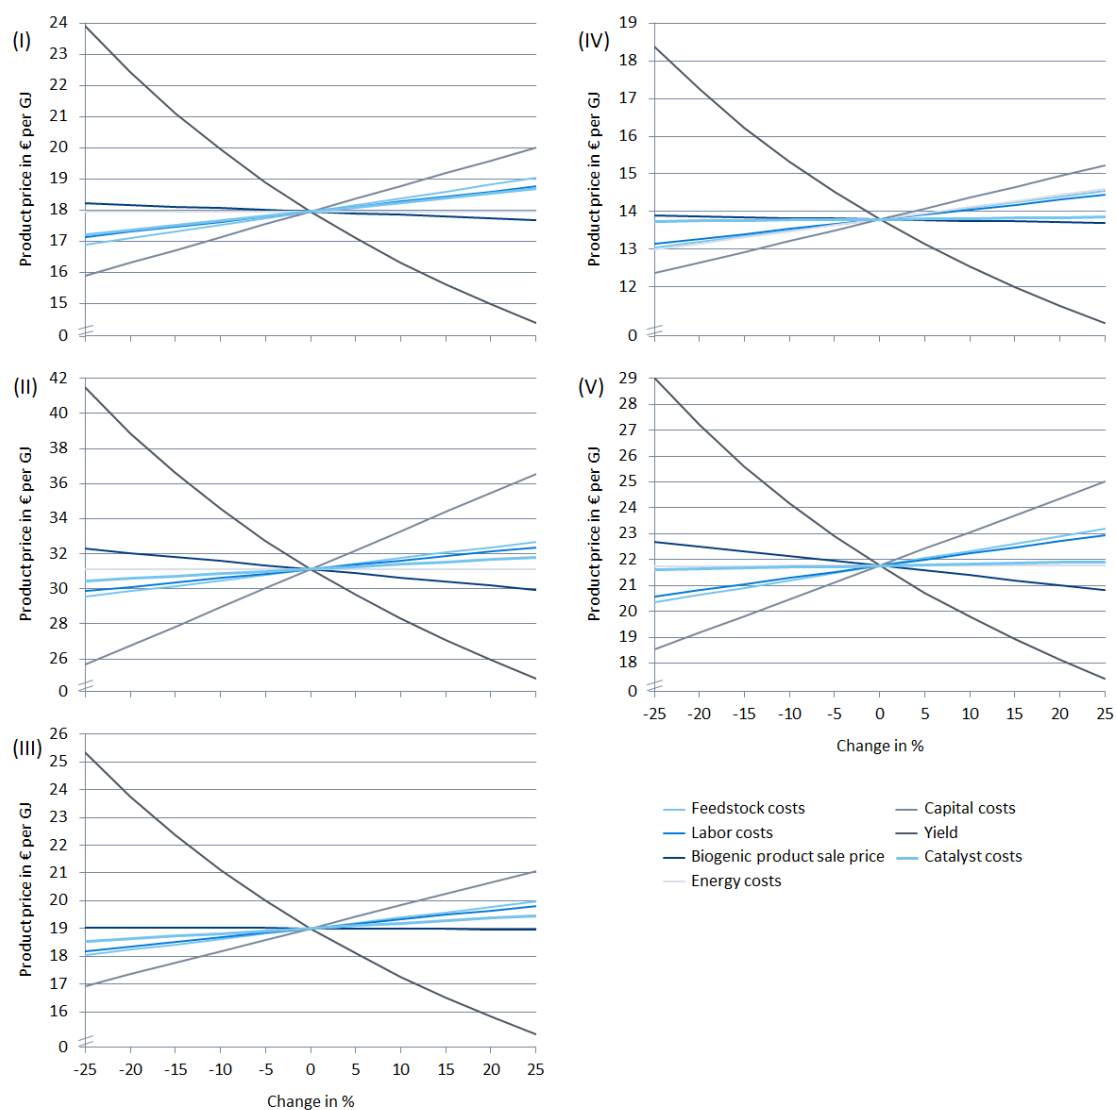 (I)
Product price in € per GJ
24
23
22
21
20
19
18
17
16
15
0
(IV)
Product price in € per GJ
19
18
17
16
15
14
13
12
0
(II)
Product price in € per GJ
42
40
38
36
34
32
30
28
26
0
(V)
Product price in € per GJ
29
28
27
26
25
24
23
22
21
20
19
18
0
-25 -20 -15 -10 -5 0 5 10 15 20 25
Change in %
(III)
Product price in € per GJ
26
25
24
23
22
21
20
19
18
17
16
0
-25 -20 -15 -10 -5 0 5 10 15 20 25
Change in %
Feedstock costs
Capital costs
Labor costs
Yield
Biogenic product sale price
Catalyst costs
Energy costs